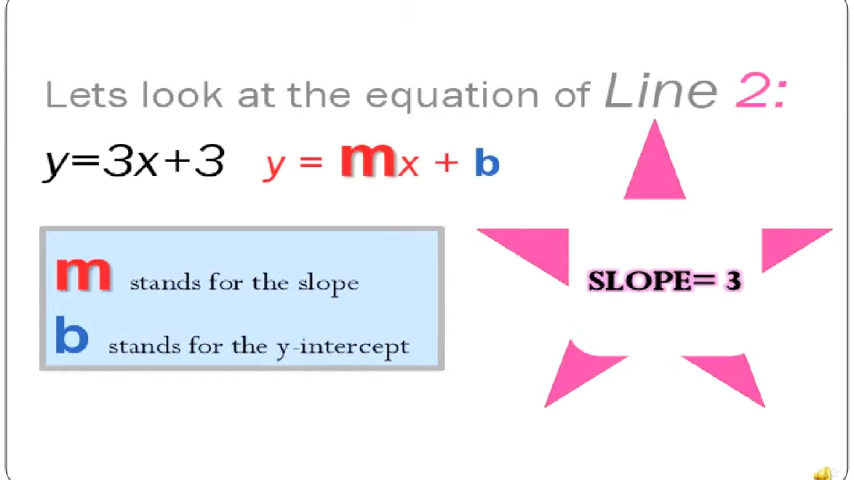 Lets look at the equation of Line 2:
y=3x+3 y = mx + b
m stands for the slope
b stands for the y-intercept
SLOPE= 3